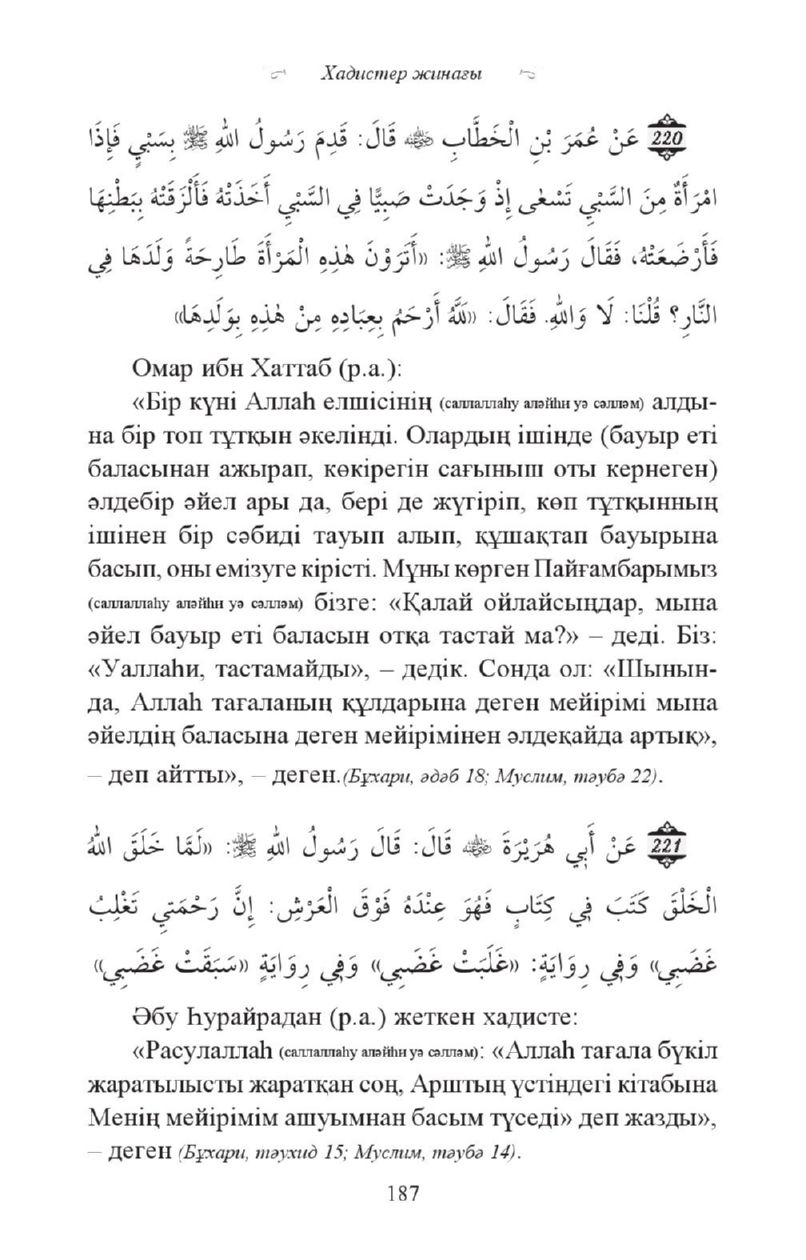 Хадистер жинағы
220 عَنْ عُمَرَ بْنِ الْخَطَّابِ ﷺ قَالَ: قَدِمَ رَسُولُ اللهِ ﷺ بِسَبْيٍ فَإِذَا
امْرَأَةٌ مِنَ السَّبْيِ تَسْعٰى إِذْ وَجَدَتْ صَبِيًّا فِي السَّبْيِ أَخَذَتْهُ فَأَلْزَقَتْهُ بِبَطْنِهَا
فَأَرْضَعَتْهُ، فَقَالَ رَسُولُ اللهِ ﷺ: «أَتَرَوْنَ هٰذِهِ الْمَرْأَةَ طَارِحَةً وَلَدَهَا فِي
النَّارِ؟ قُلْنَا: لَا وَاللهِ. فَقَالَ: «للَّهُ أَرْحَمُ بِعِبَادِهِ مِنْ هٰذِهِ بِوَلَدِهَا»
Омар ибн Хаттаб (р.а.):
«Бір күні Аллаһ елшісінің (саллаллаһу аләйһи уә сәлләм) алды-
на бір топ тұтқын әкелінді. Олардың ішінде (бауыр еті
баласынан ажырап, көкірегін сағыныш оты кернеген)
әлдебір әйел ары да, бері де жүгіріп, көп тұтқынның
ішінен бір сәбиді тауып алып, құшақтап бауырына
басып, оны емізуге кірісті. Мұны көрген Пайғамбарымыз
(саллаллаһу аләйһи уә сәлләм) бізге: «Қалай ойлайсыңдар, мына
әйел бауыр еті баласын отқа тастай ма?» – деді. Біз:
«Уаллаһи, тастамайды», – дедік. Сонда ол: «Шынын-
да, Аллаһ тағаланың құлдарына деген мейірімі мына
әйелдің баласына деген мейірімінен әлдеқайда артық»,
– деп айтты», – деген.(Бұхари, әдәб 18; Муслим, тәубә 22).
221 عَنْ أَبِي هُرَيْرَةَ ﷺ قَالَ: قَالَ رَسُولُ اللهِ ﷺ: «لَمَّا خَلَقَ اللهُ
الْخَلْقَ كَتَبَ فِي كِتَابٍ فَهُوَ عِنْدَهُ فَوْقَ الْعَرْشِ: إِنَّ رَحْمَتِي تَغْلِبُ
غَضَبِي» وَفِي رِوَايَةٍ: «غَلَبَتْ غَضَبِي» وَفِي رِوَايَةٍ «سَبَقَتْ غَضَبِي»
Әбу Һурайрадан (р.а.) жеткен хадисте:
«Расулаллаһ (саллаллаһу аләйһи уә сәлләм): «Аллаһ тағала бүкіл
жаратылысты жаратқан соң, Арштың үстіндегі кітабына
Менің мейірімім ашуымнан басым түседі» деп жазды»,
– деген (Бұхари, тәухид 15; Муслим, тәубә 14).
187